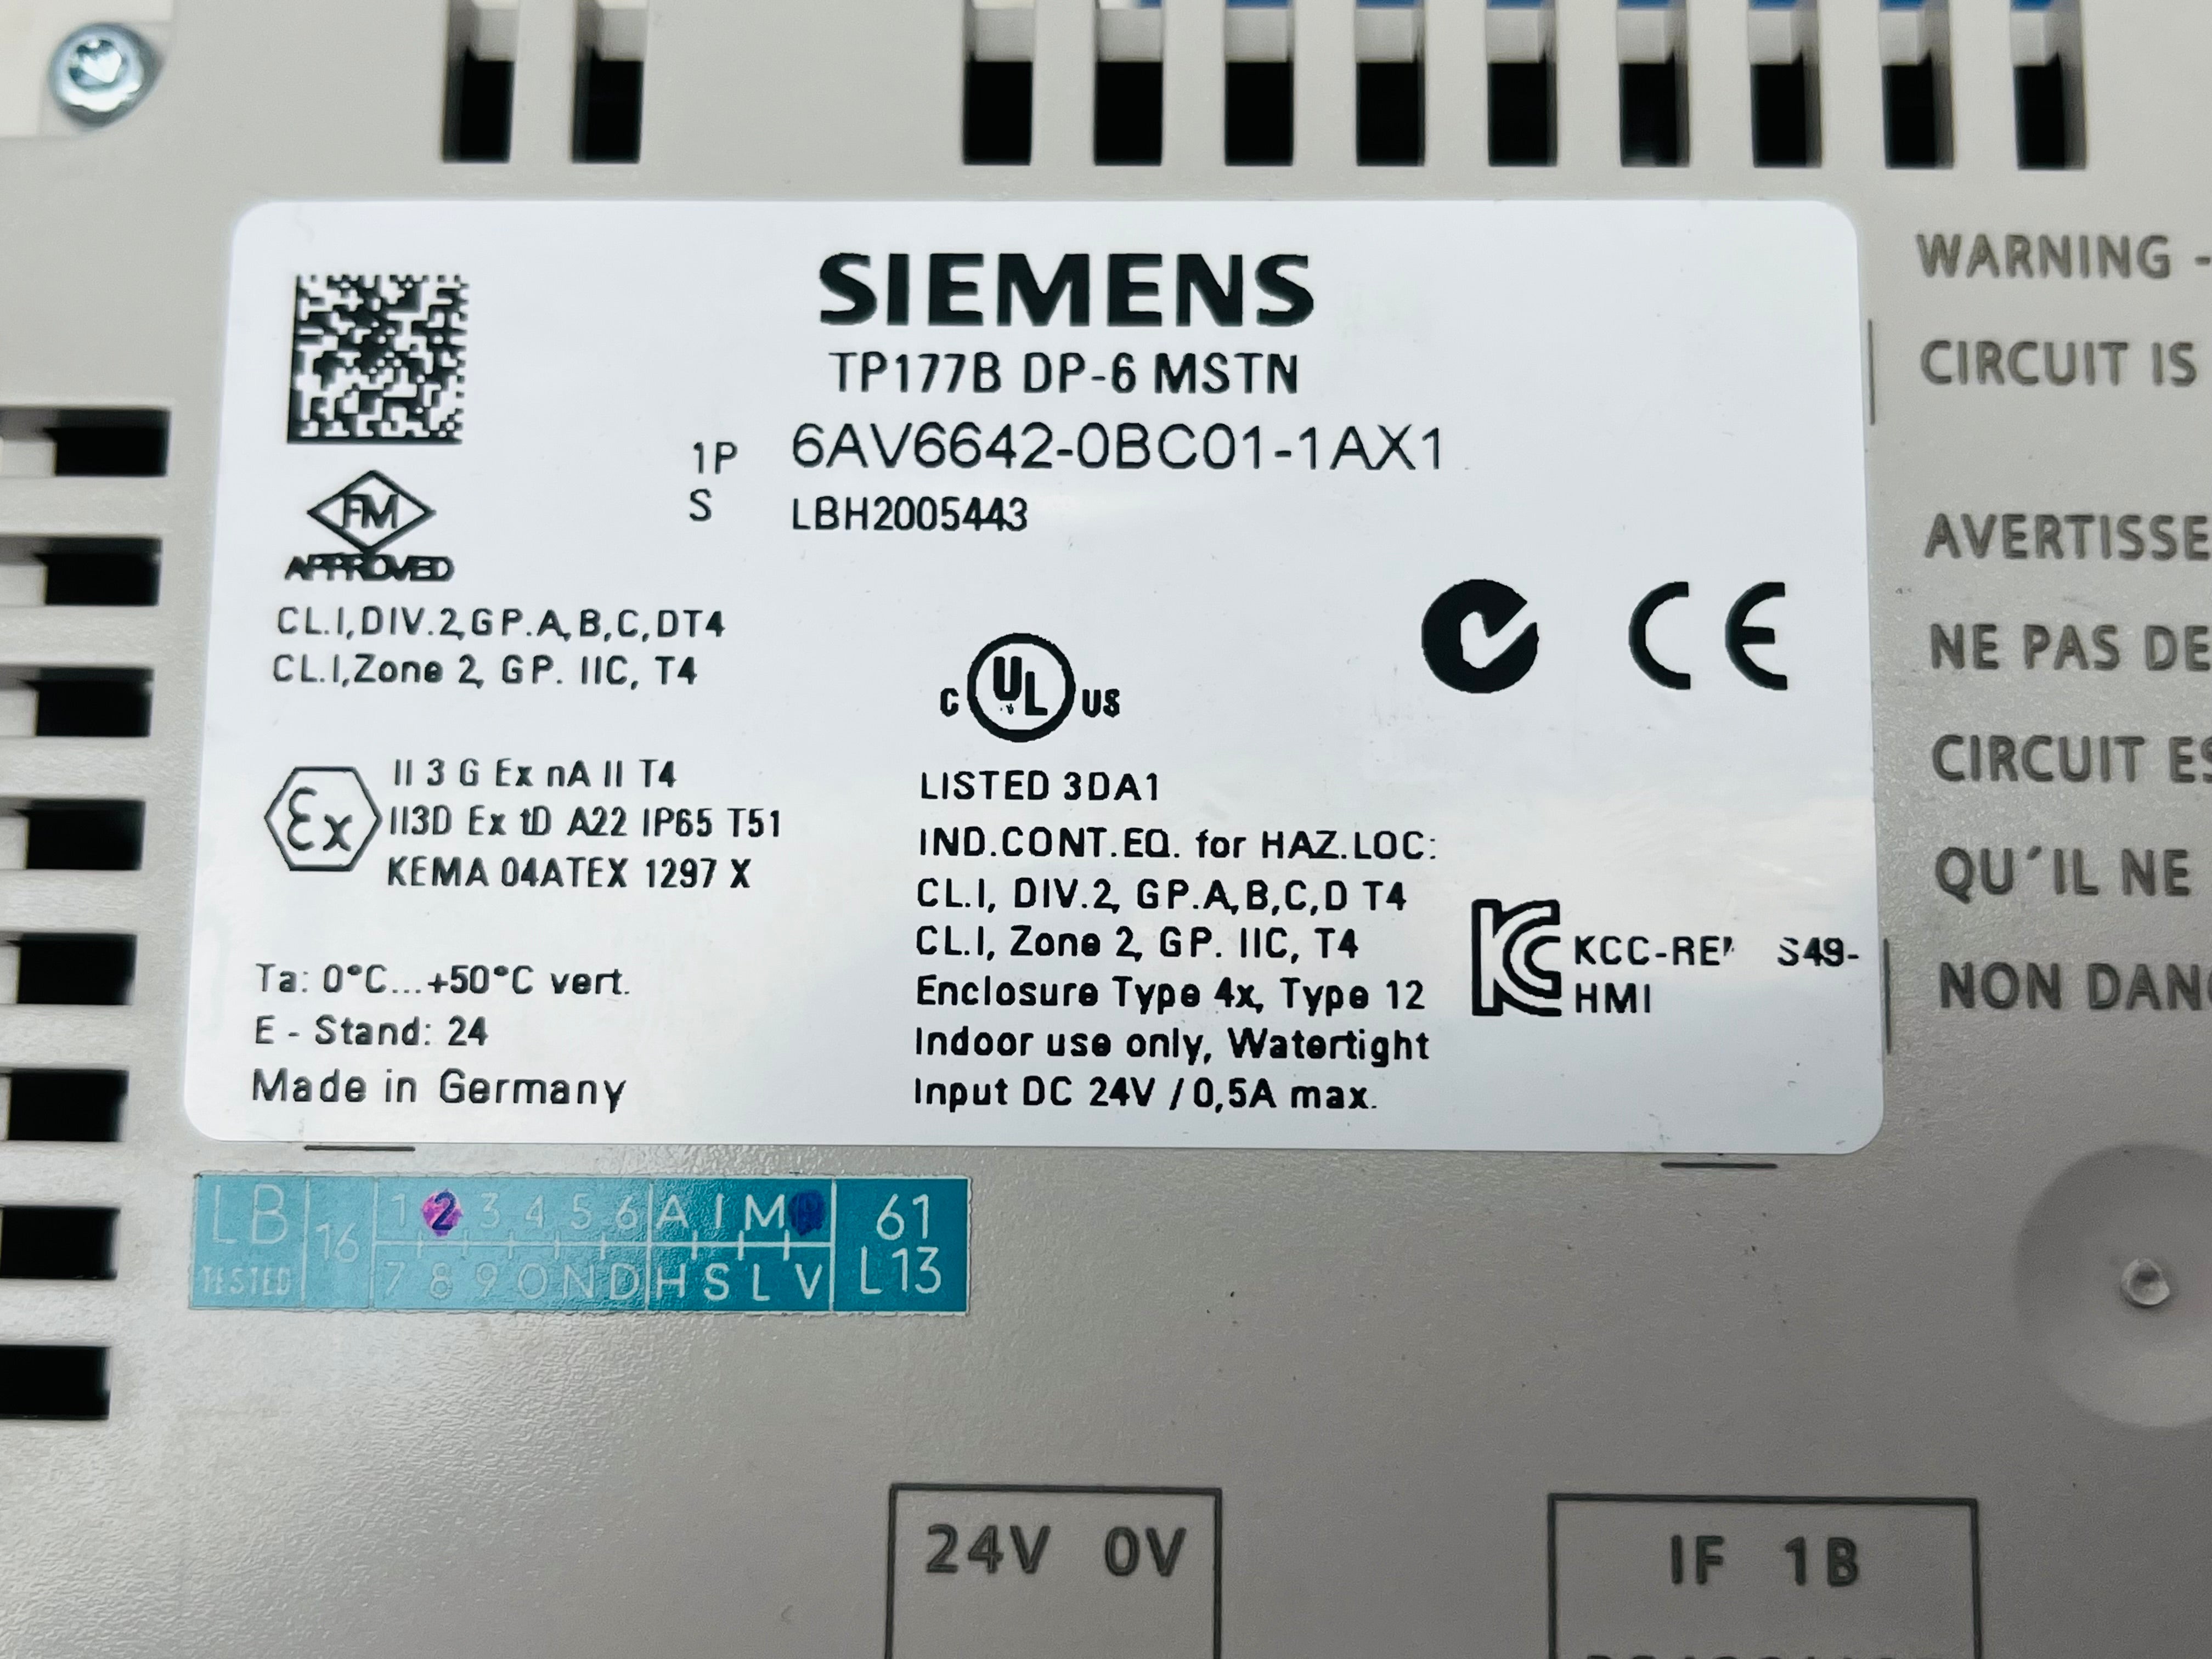 SIEMENS
TP177B DP-6 MSTN
1P 6AV6642-0BC01-1AX1
S LBH2005443
FM
APPROVED
CL.I,DIV.2,GP.A,B,C,DT4
CL.I,Zone 2, GP. IIC, T4
C UL US
CE
Ex
II 3 G Ex nA II T4
II3D Ex tD A22 IP65 T51
KEMA 04ATEX 1297 X
LISTED 3DA1
IND.CONT.EQ. for HAZ.LOC:
CL.I, DIV.2, GP.A,B,C,D T4
CL.I, Zone 2, GP. IIC, T4
Enclosure Type 4x, Type 12
Indoor use only, Watertight
Input DC 24V / 0,5A max.
KC
S49-
HMI
Ta: 0°C...+50°C vert.
E - Stand: 24
Made in Germany
WARNING -
CIRCUIT IS
NE PAS DE
CIRCUIT
QU´IL NE
NON
LB 16 1 2 3 4 5 6 A I M 61
TESTED 7 8 9 O N D H S L V L13
24V 0V
IF 1B